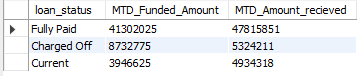 loan_status MTD_Funded_Amount MTD_Amount_recieved
Fully Paid 41302025 47815851
Charged Off 8732775 5324211
Current 3946625 4934318